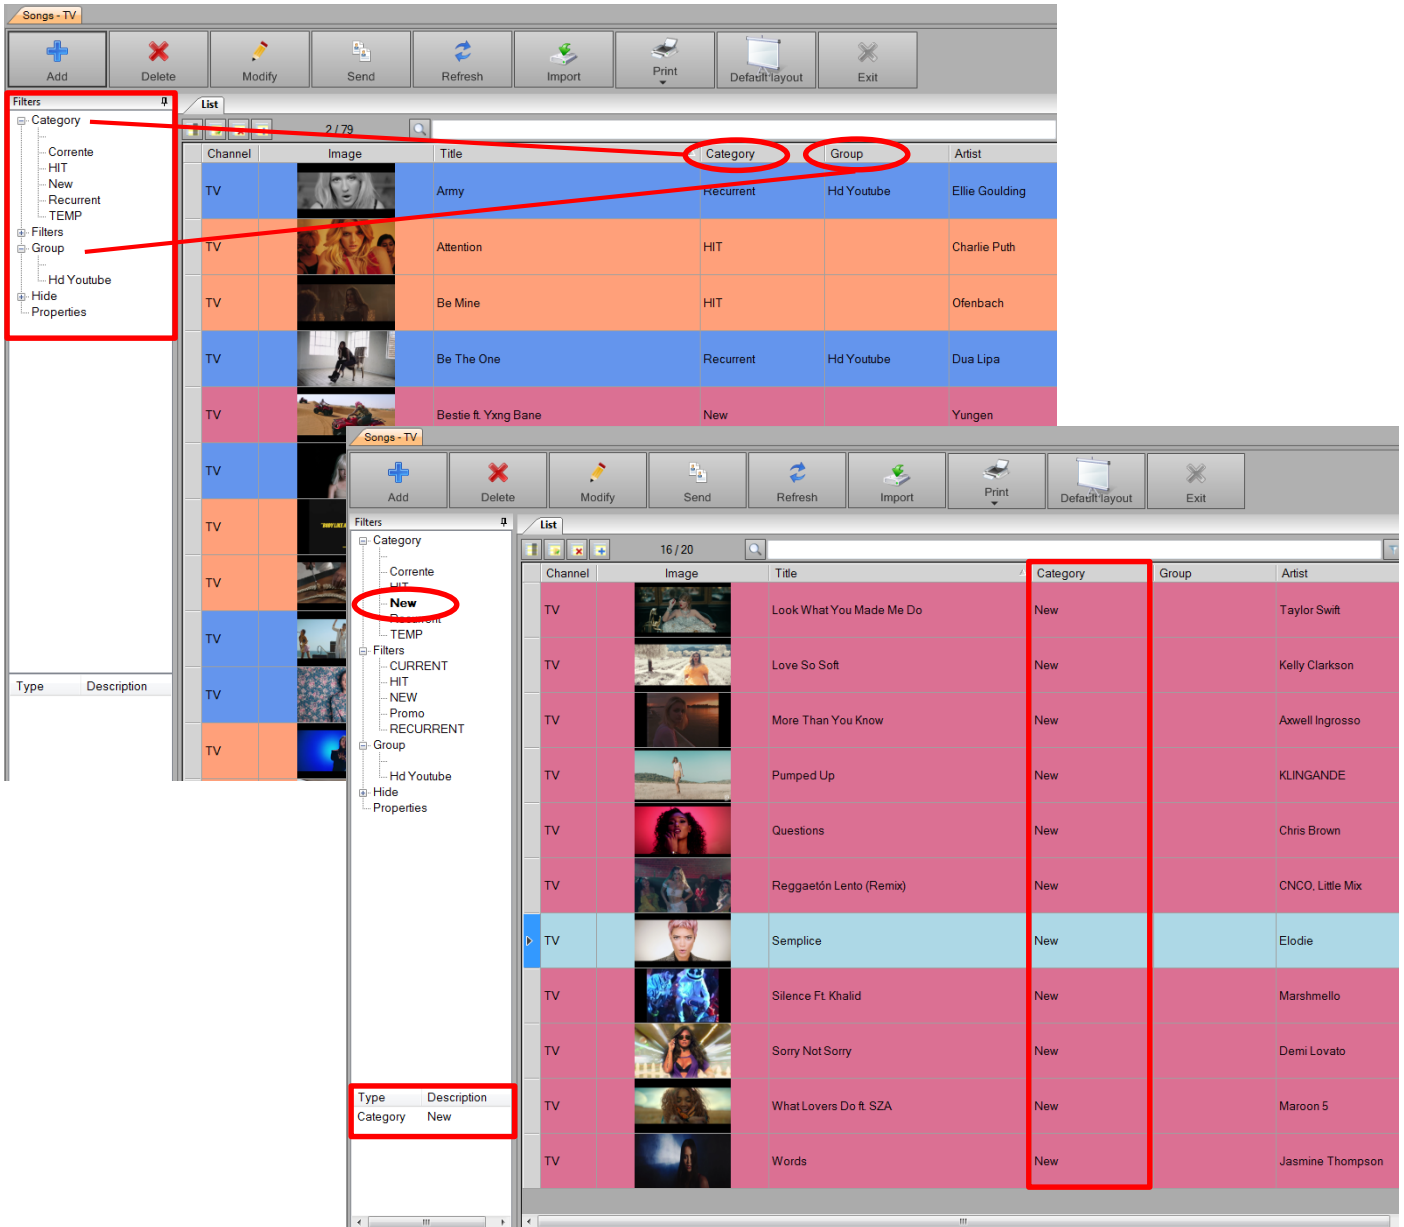 Songs - TV
Add Delete Modify Send Refresh Import Print Default layout Exit
Filters
List
Category
2 / 79
Corrente
HIT
New
Recurrent
TEMP
Filters
Group
Hd Youtube
Hide
Properties
Type Description
Channel Image Title Category Group Artist
TV Army Recurrent Hd Youtube Ellie Goulding
TV Attention HIT Charlie Puth
TV Be Mine HIT Ofenbach
TV Be The One Recurrent Hd Youtube Dua Lipa
TV Bestie ft. Yxng Bane New Yungen
TV
TV
TV
TV
TV
TV
Songs - TV
Add Delete Modify Send Refresh Import Print Default layout Exit
Filters
List
Category
16 / 20
Corrente
HIT
New
Recurrent
TEMP
Filters
CURRENT
HIT
NEW
Promo
RECURRENT
Group
Hd Youtube
Hide
Properties
Type Description
Category New
Channel Image Title Category Group Artist
TV Look What You Made Me Do New Taylor Swift
TV Love So Soft New Kelly Clarkson
TV More Than You Know New Axwell Ingrosso
TV Pumped Up New KLINGANDE
TV Questions New Chris Brown
TV Reggaetón Lento (Remix) New CNCO, Little Mix
TV Semplice New Elodie
TV Silence Ft. Khalid New Marshmello
TV Sorry Not Sorry New Demi Lovato
TV What Lovers Do ft. SZA New Maroon 5
TV Words New Jasmine Thompson